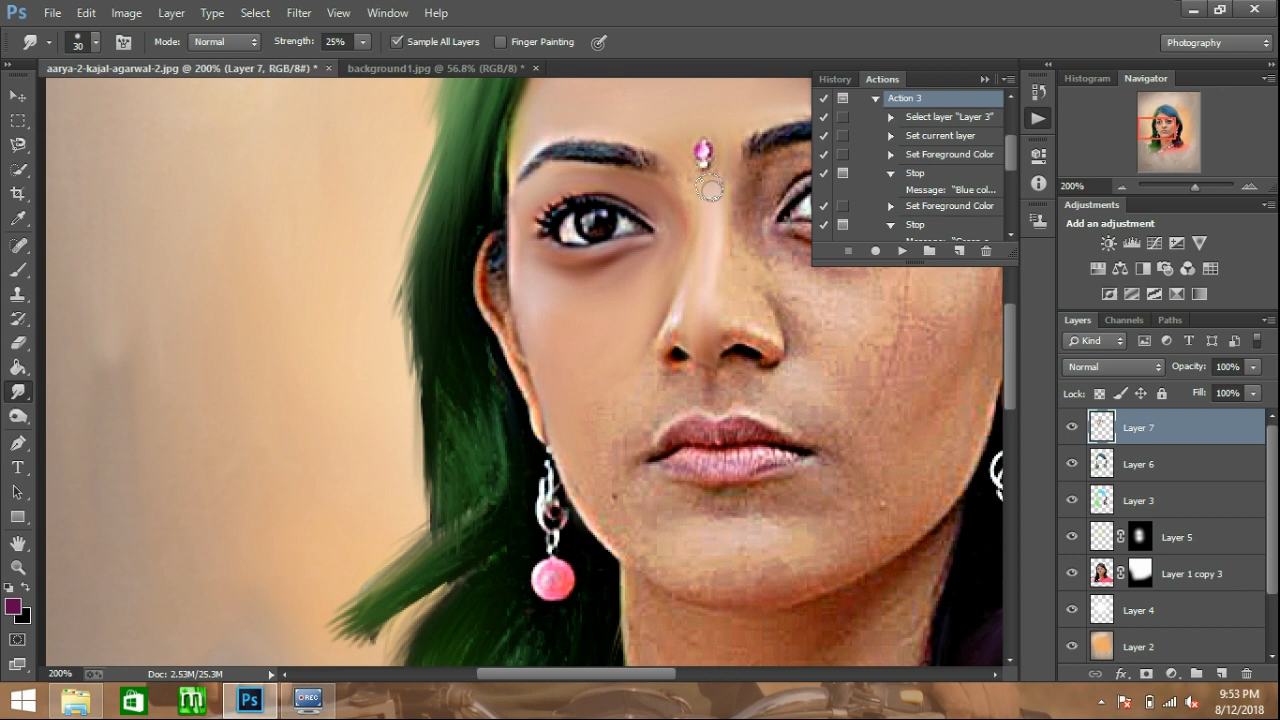 Ps File Edit Image Layer Type Select Filter View Window Help
30 Mode: Normal Strength: 25% Sample All Layers Finger Painting Photography
aarya-2-kajal-agarwal-2.jpg @ 200% (Layer 7, RGB/8#) * × background1.jpg @ 56.8% (RGB/8) * ×
History Actions
Action 3
Select layer "Layer 3"
Set current layer
Set Foreground Color
Stop
Message: "Blue col...
Set Foreground Color
Stop
Histogram Navigator
200%
Adjustments
Add an adjustment
Layers Channels Paths
Kind
Normal Opacity: 100%
Lock: Fill: 100%
Layer 7
Layer 6
Layer 3
Layer 5
Layer 1 copy 3
Layer 4
Layer 2
200% Doc: 2.53M/25.3M
Ps REC
9:53 PM
8/12/2018